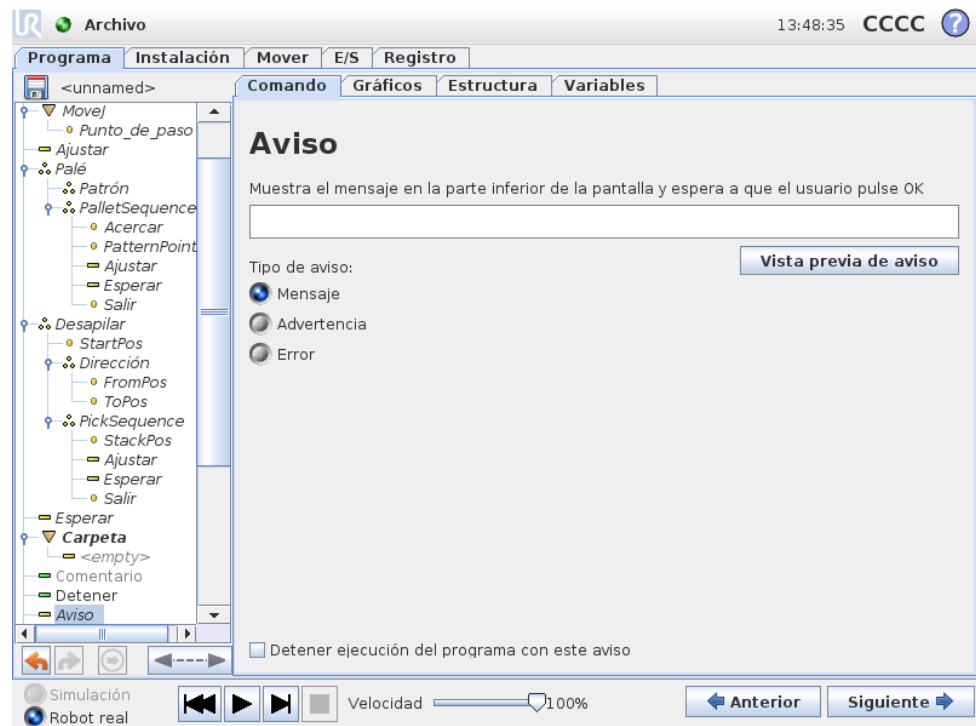 UR Archivo 13:48:35 CCCC ?
Programa Instalación Mover E/S Registro
<unnamed>
Comando Gráficos Estructura Variables
MoveJ
Punto_de_paso
Ajustar
Palé
Patrón
PalletSequence
Acercar
PatternPoint
Ajustar
Esperar
Salir
Desapilar
StartPos
Dirección
FromPos
ToPos
PickSequence
StackPos
Ajustar
Esperar
Salir
Esperar
Carpeta
<empty>
Comentario
Detener
Aviso
Aviso
Muestra el mensaje en la parte inferior de la pantalla y espera a que el usuario pulse OK
Vista previa de aviso
Tipo de aviso:
Mensaje
Advertencia
Error
Detener ejecución del programa con este aviso
Simulación
Robot real
Velocidad 100%
Anterior Siguiente